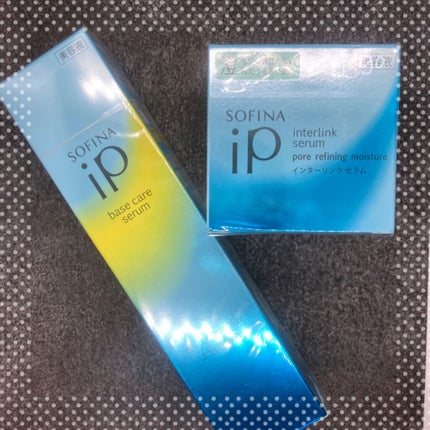 美容液
SOFINA
iP
base care
serum
美容液
SOFINA
iP
interlink
serum
pore refining moisture
インターリンク セラム